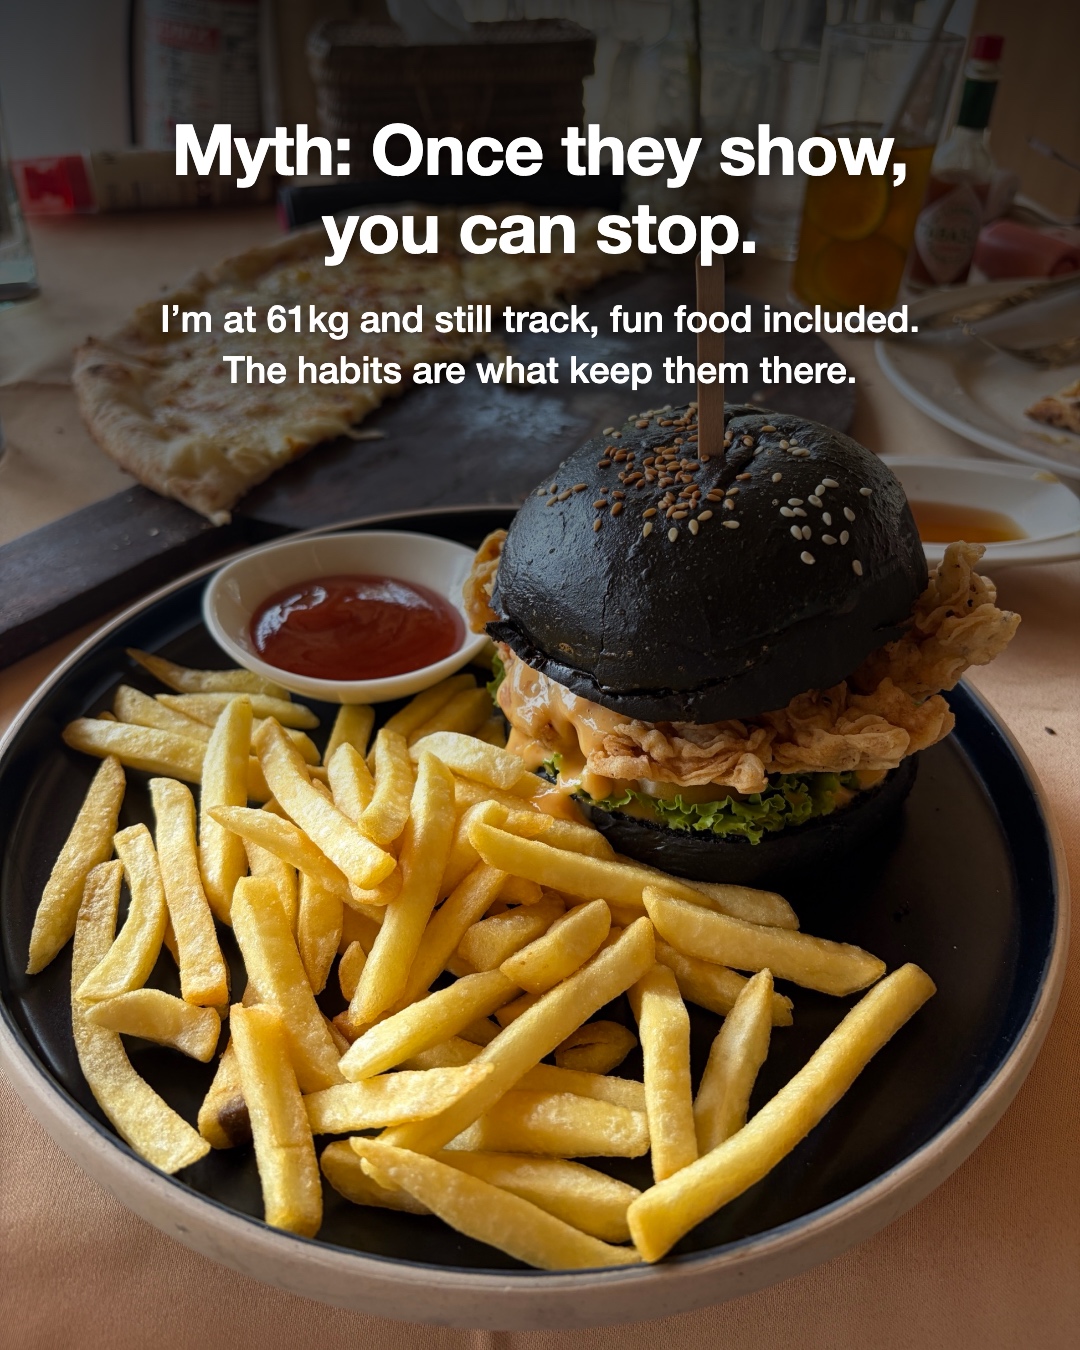 Myth: Once they show,
you can stop.
I’m at 61kg and still track, fun food included.
The habits are what keep them there.